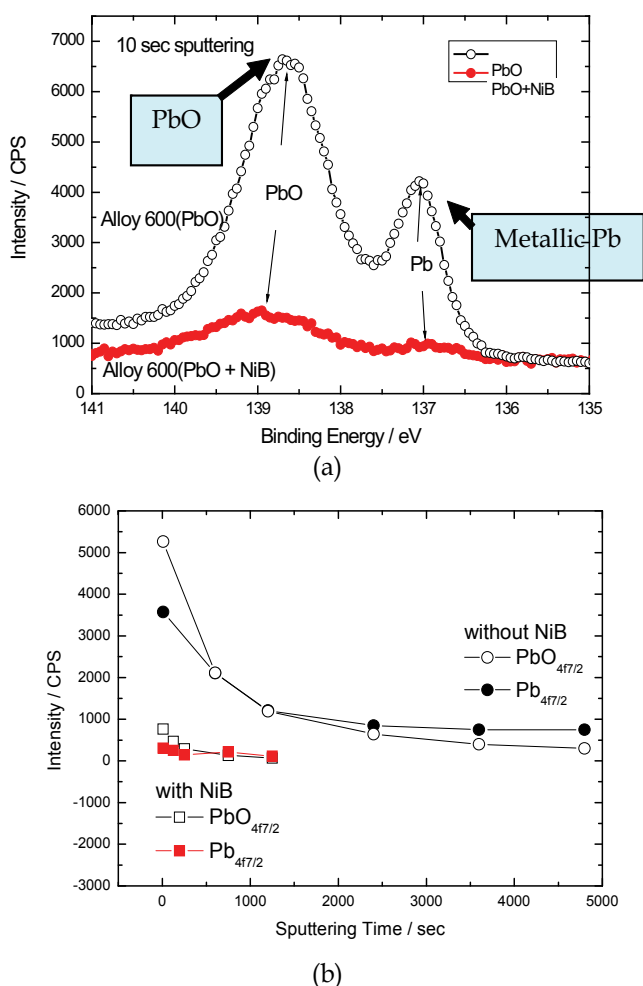 7000
6000
5000
4000
3000
2000
1000
0
Intensity / CPS
10 sec sputtering
PbO
PbO+NiB
PbO
PbO
Alloy 600(PbO)
Pb
Metallic-Pb
Alloy 600(PbO + NiB)
141 140 139 138 137 136 135
Binding Energy / eV
(a)
6000
5000
4000
3000
2000
1000
0
-1000
-2000
-3000
Intensity / CPS
without NiB
PbO4f7/2
Pb4f7/2
with NiB
PbO4f7/2
Pb4f7/2
0 1000 2000 3000 4000 5000
Sputtering Time / sec
(b)